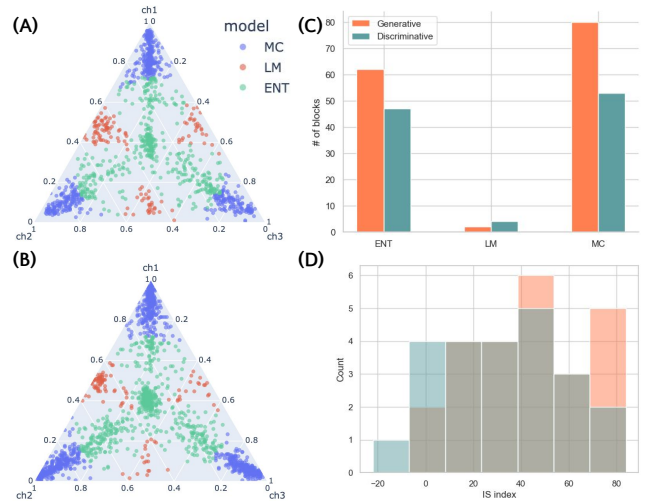 (A)
ch1
1 0
model
MC
LM
ENT
0.8
0.2
0.6
0.4
0.4
0.6
0.2
0.8
0
1
1
0.8
0.6
0.4
0.2
0
ch2
ch3
(B)
ch1
1 0
0.8
0.2
0.6
0.4
0.4
0.6
0.2
0.8
0
1
1
0.8
0.6
0.4
0.2
0
ch2
ch3
(C)
Generative
Discriminative
80
70
60
50
40
30
20
10
0
# of blocks
ENT
LM
MC
(D)
6
5
4
3
2
1
0
Count
-20
0
20
40
60
80
IS index